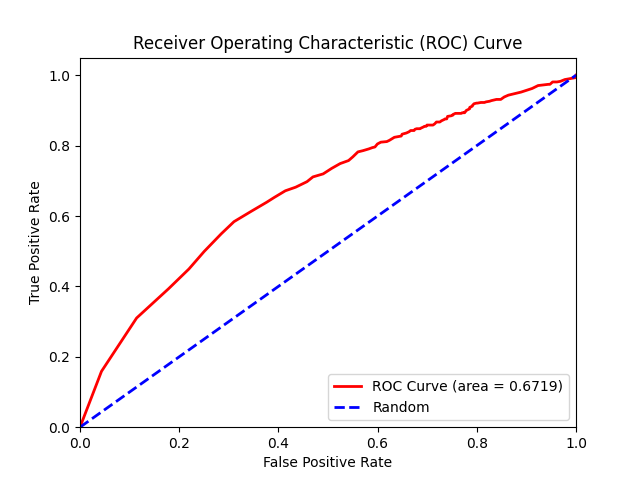 Receiver Operating Characteristic (ROC) Curve
1.0
0.8
0.6
0.4
0.2
0.0
True Positive Rate
ROC Curve (area = 0.6719)
Random
0.0 0.2 0.4 0.6 0.8 1.0
False Positive Rate